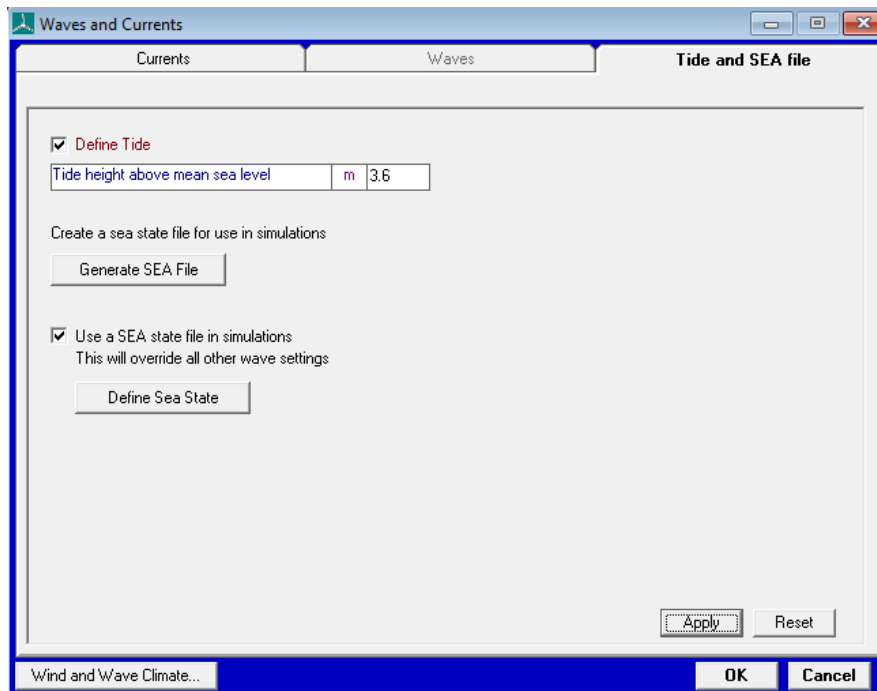 Waves and Currents
Currents
Waves
Tide and SEA file
Define Tide
Tide height above mean sea level m 3.6
Create a sea state file for use in simulations
Generate SEA File
Use a SEA state file in simulations
This will override all other wave settings
Define Sea State
Apply Reset
Wind and Wave Climate... OK Cancel